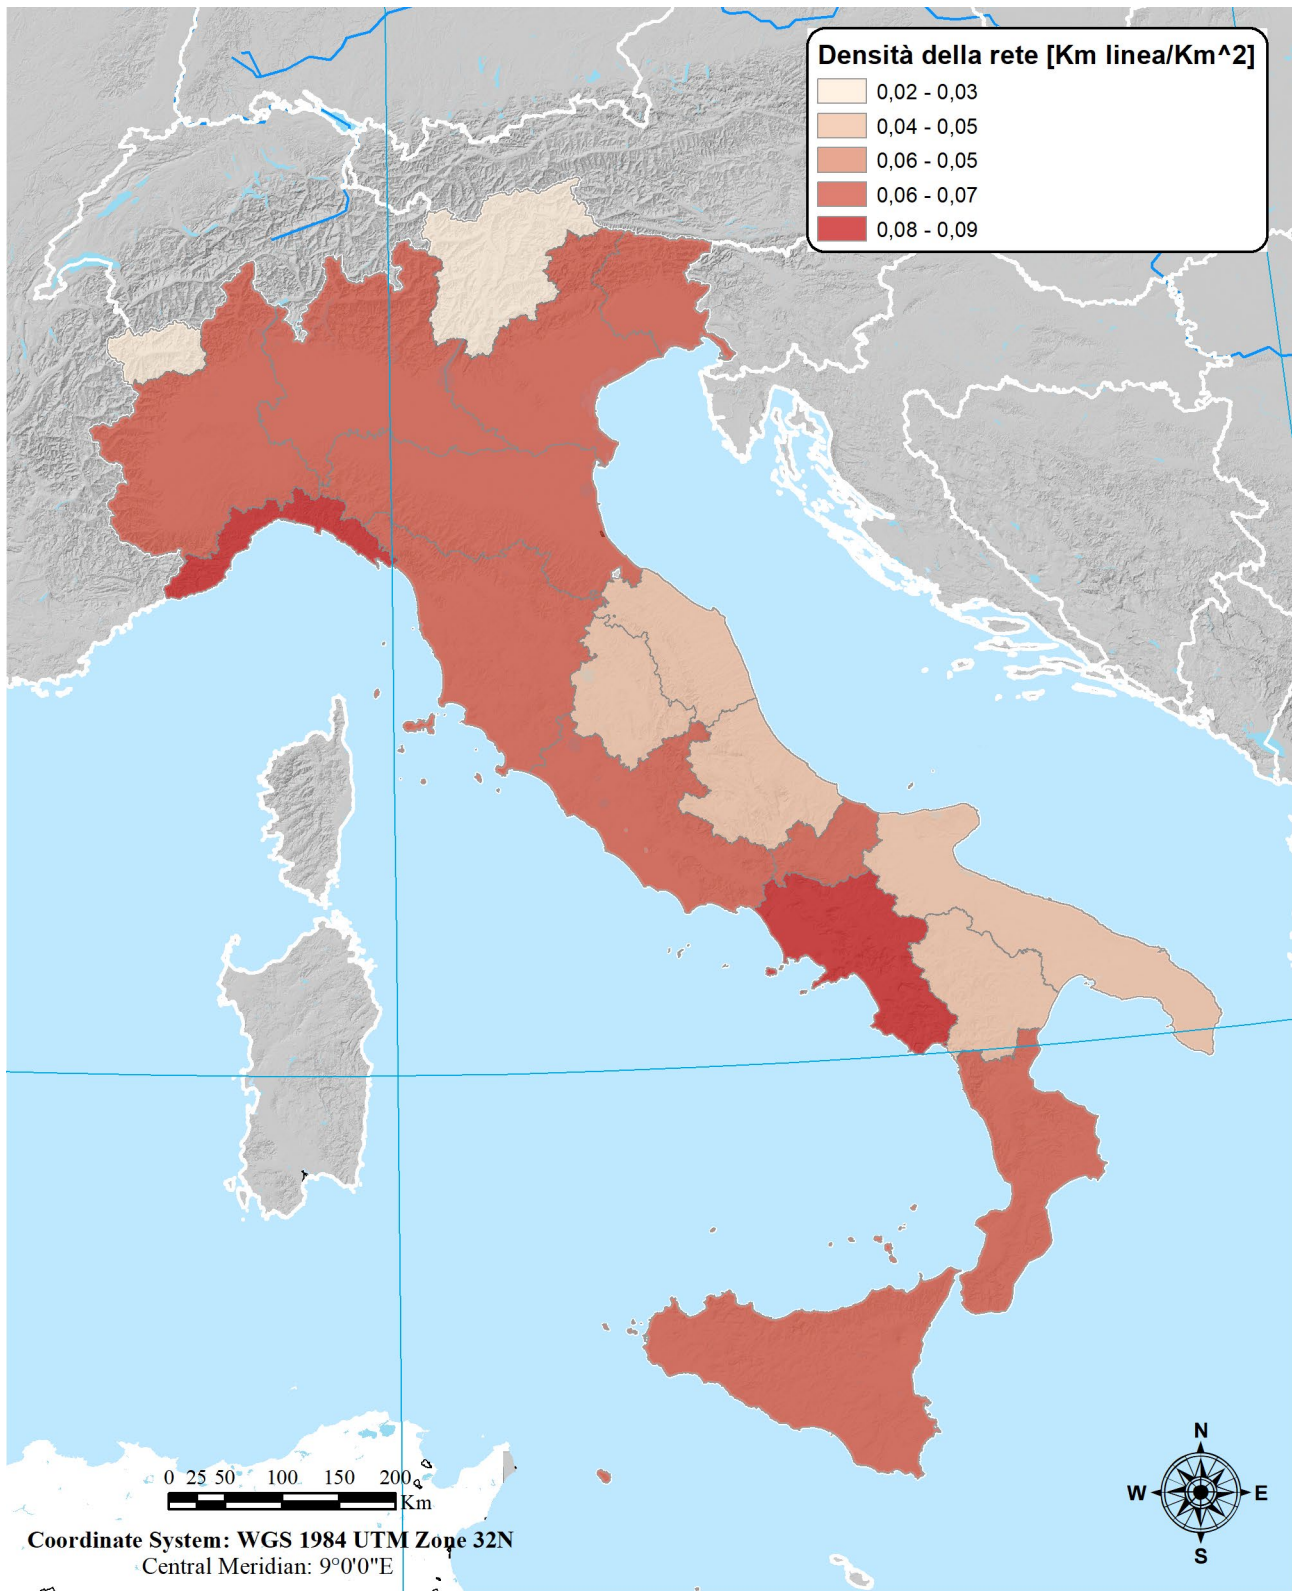 Densità della rete [Km linea/Km^2]
0,02 - 0,03
0,04 - 0,05
0,06 - 0,05
0,06 - 0,07
0,08 - 0,09
N
W E
S
0 25 50 100 150 200
Km
Coordinate System: WGS 1984 UTM Zone 32N
Central Meridian: 9°0'0"E